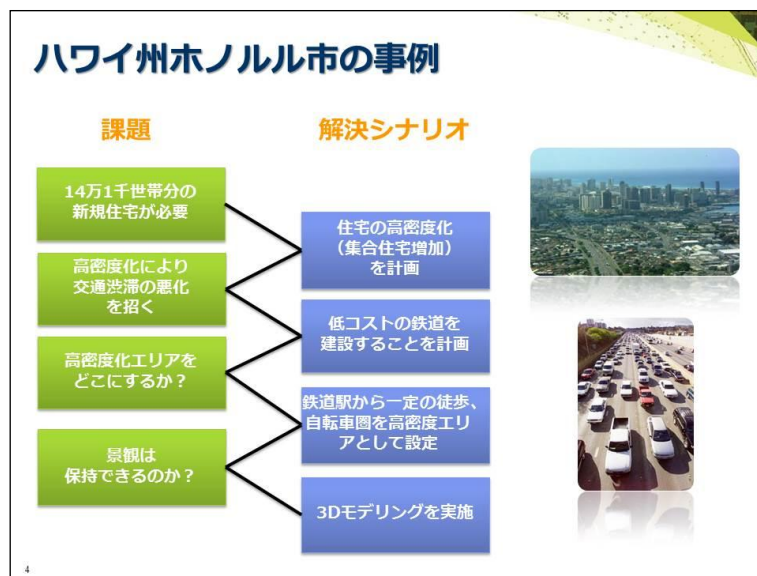 ハワイ州ホノルル市の事例
課題
14万1千世帯分の
新規住宅が必要
高密度化により
交通渋滞の悪化
を招く
高密度化エリアを
どこにするか？
景観は
保持できるのか？
解決シナリオ
住宅の高密度化
（集合住宅増加）
を計画
低コストの鉄道を
建設することを計画
鉄道駅から一定の徒歩、
自転車圏を高密度エリ
アとして設定
3Dモデリングを実施
4